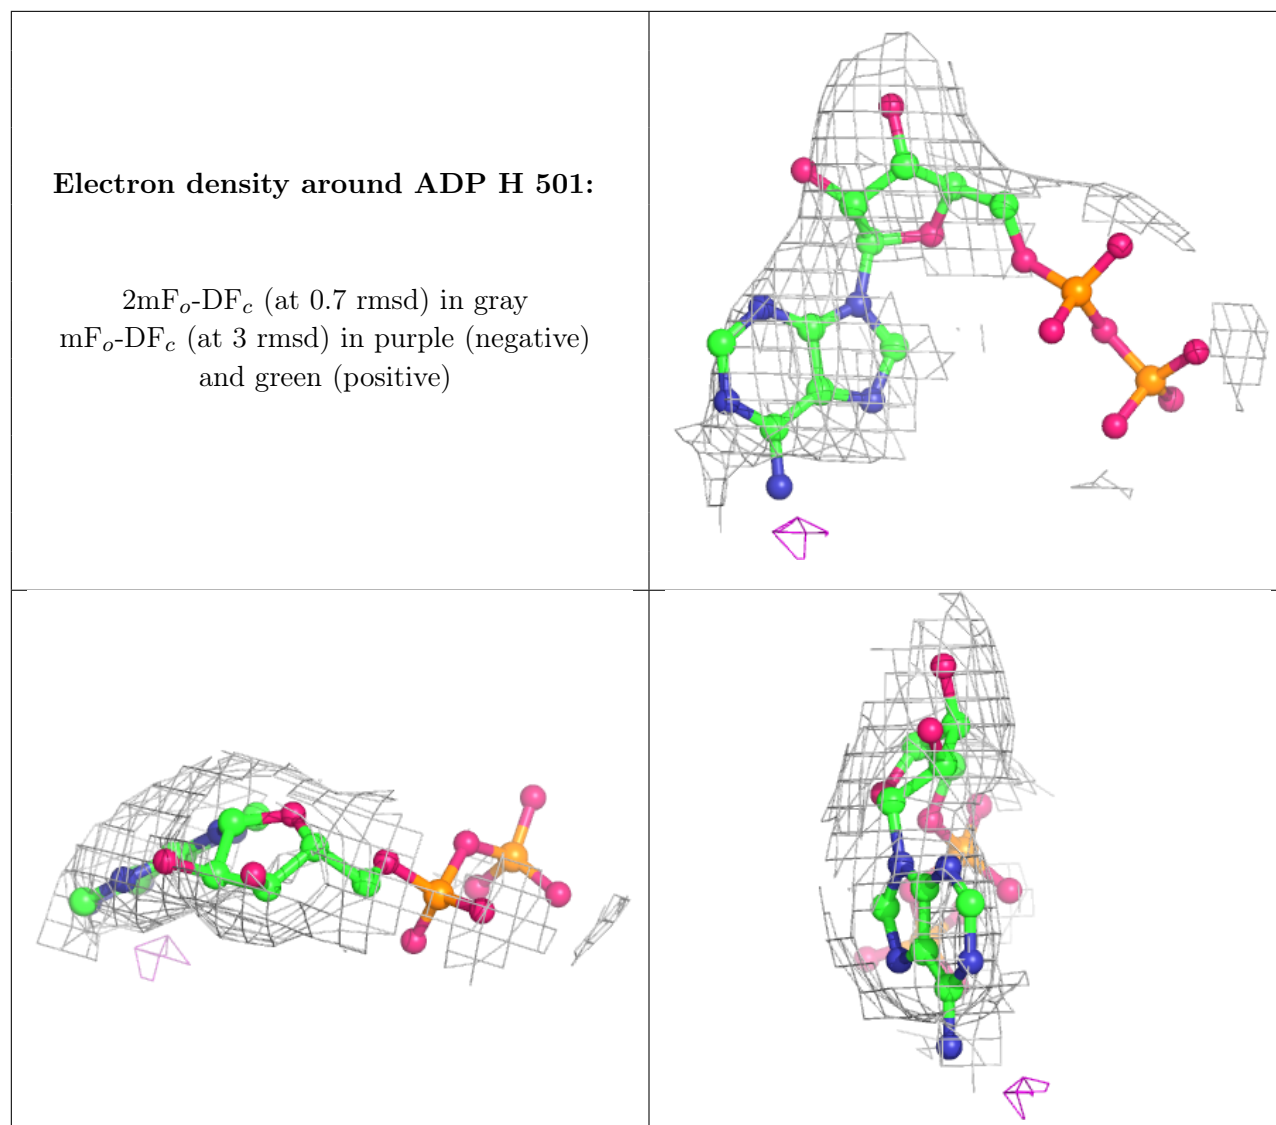 Electron density around ADP H 501:
2mFo-DFc (at 0.7 rmsd) in gray
mFo-DFc (at 3 rmsd) in purple (negative)
and green (positive)